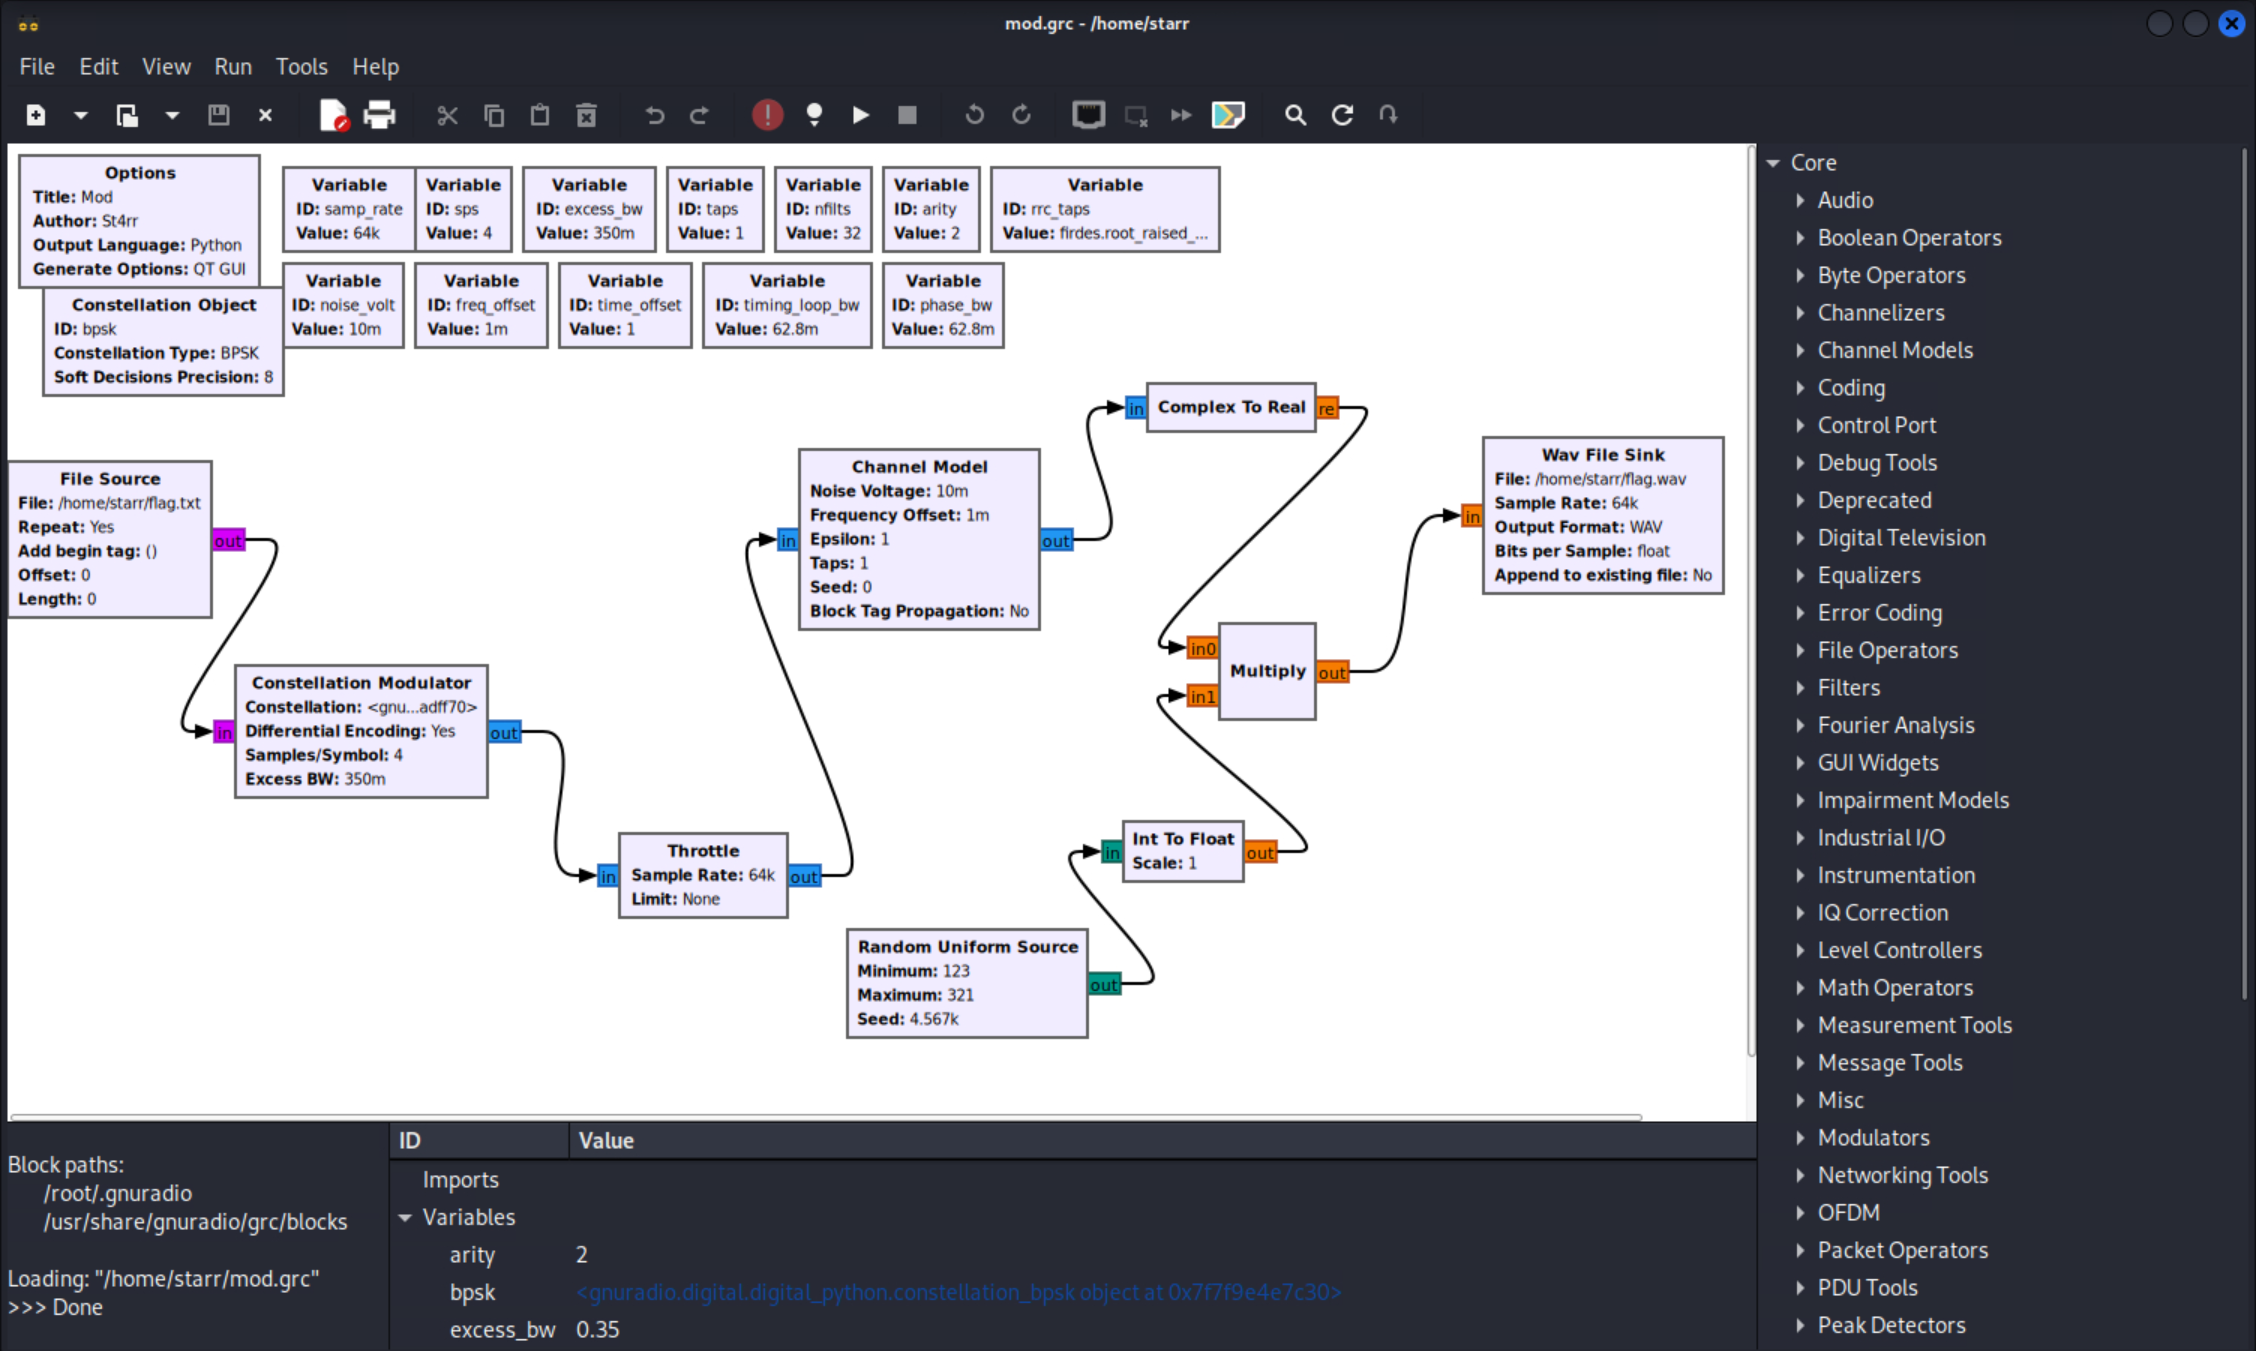 mod.grc - /home/starr
File Edit View Run Tools Help
Options
Title: Mod
Author: St4rr
Output Language: Python
Generate Options: QT GUI
Variable
ID: samp_rate
Value: 64k
Variable
ID: sps
Value: 4
Variable
ID: excess_bw
Value: 350m
Variable
ID: taps
Value: 1
Variable
ID: nfilts
Value: 32
Variable
ID: arity
Value: 2
Variable
ID: rrc_taps
Value: firdes.root_raised_...
Constellation Object
ID: bpsk
Constellation Type: BPSK
Soft Decisions Precision: 8
Variable
ID: noise_volt
Value: 10m
Variable
ID: freq_offset
Value: 1m
Variable
ID: time_offset
Value: 1
Variable
ID: timing_loop_bw
Value: 62.8m
Variable
ID: phase_bw
Value: 62.8m
File Source
File: /home/starr/flag.txt
Repeat: Yes
Add begin tag: ()
Offset: 0
Length: 0
out
in
Constellation Modulator
Constellation: <gnu...adff70>
Differential Encoding: Yes
Samples/Symbol: 4
Excess BW: 350m
out
in
Throttle
Sample Rate: 64k
Limit: None
out
in
Channel Model
Noise Voltage: 10m
Frequency Offset: 1m
Epsilon: 1
Taps: 1
Seed: 0
Block Tag Propagation: No
out
in
Complex To Real
re
in0
in1
Multiply
out
Random Uniform Source
Minimum: 123
Maximum: 321
Seed: 4.567k
out
in
Int To Float
Scale: 1
out
in
Wav File Sink
File: /home/starr/flag.wav
Sample Rate: 64k
Output Format: WAV
Bits per Sample: float
Append to existing file: No
Core
Audio
Boolean Operators
Byte Operators
Channelizers
Channel Models
Coding
Control Port
Debug Tools
Deprecated
Digital Television
Equalizers
Error Coding
File Operators
Filters
Fourier Analysis
GUI Widgets
Impairment Models
Industrial I/O
Instrumentation
IQ Correction
Level Controllers
Math Operators
Measurement Tools
Message Tools
Misc
Modulators
Networking Tools
OFDM
Packet Operators
PDU Tools
Peak Detectors
Block paths:
/root/.gnuradio
/usr/share/gnuradio/grc/blocks
Loading: "/home/starr/mod.grc"
>>> Done
ID Value
Imports
Variables
arity 2
bpsk <gnuradio.digital.digital_python.constellation_bpsk object at 0x7f7f9e4e7c30>
excess_bw 0.35